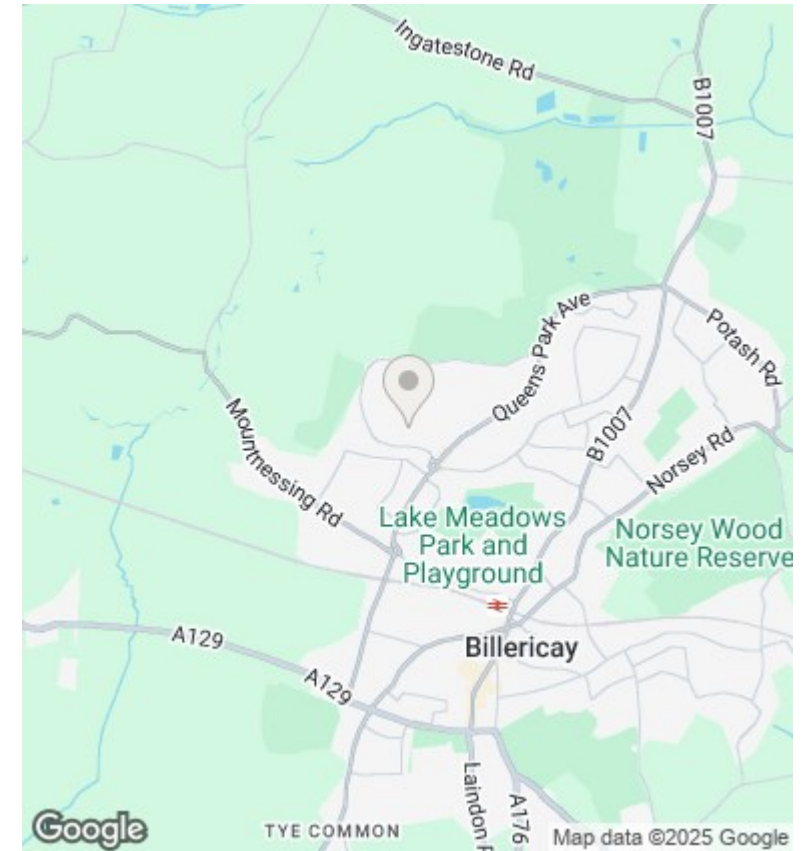 Ingatestone Rd
B1007
Queens Park Ave
Potash Rd
Mountnessing Rd
B1007
Norsey Rd
Lake Meadows
Park and
Playground
Norsey Wood
Nature Reserve
A129
Billericay
A129
Laindon R
A176
Google
TYE COMMON
Map data ©2025 Google